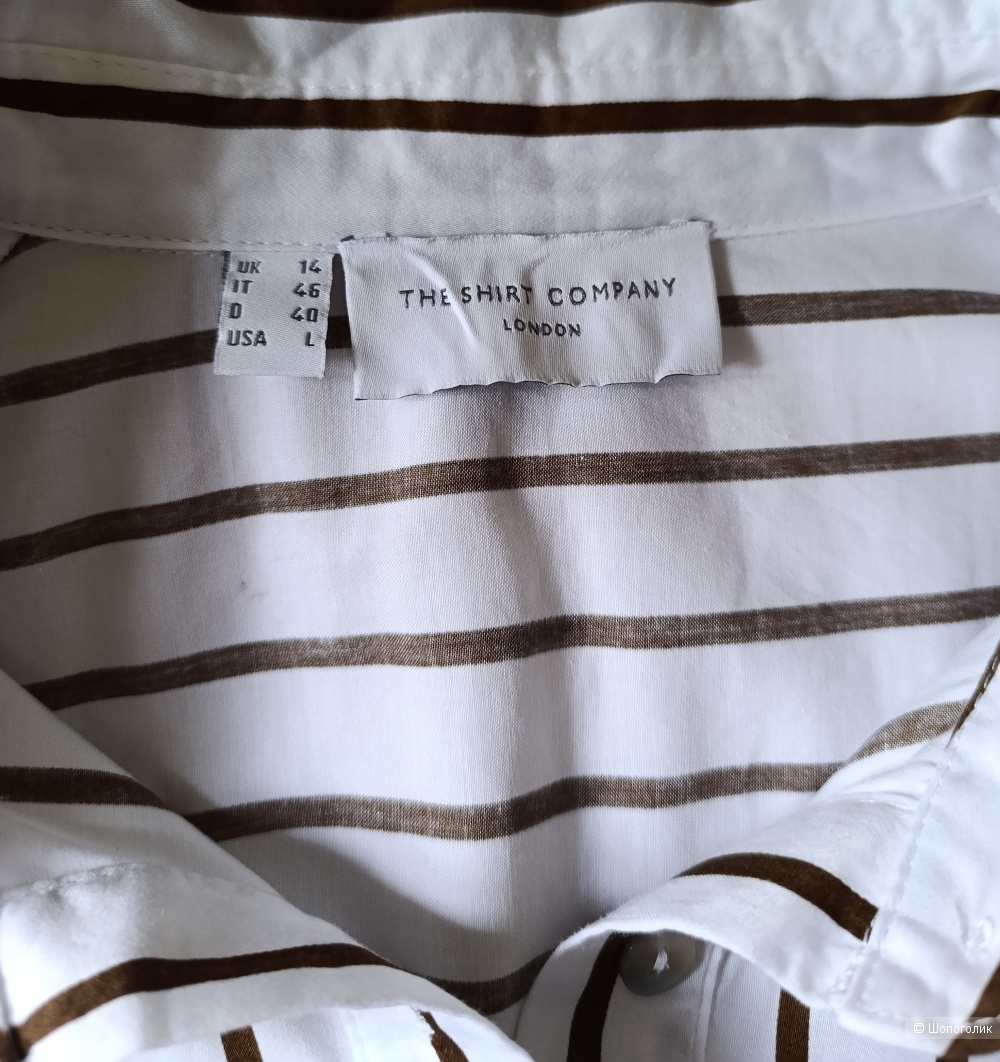 UK 14
IT 46
D 40
USA L
THE SHIRT COMPANY
LONDON
© Шопоголик